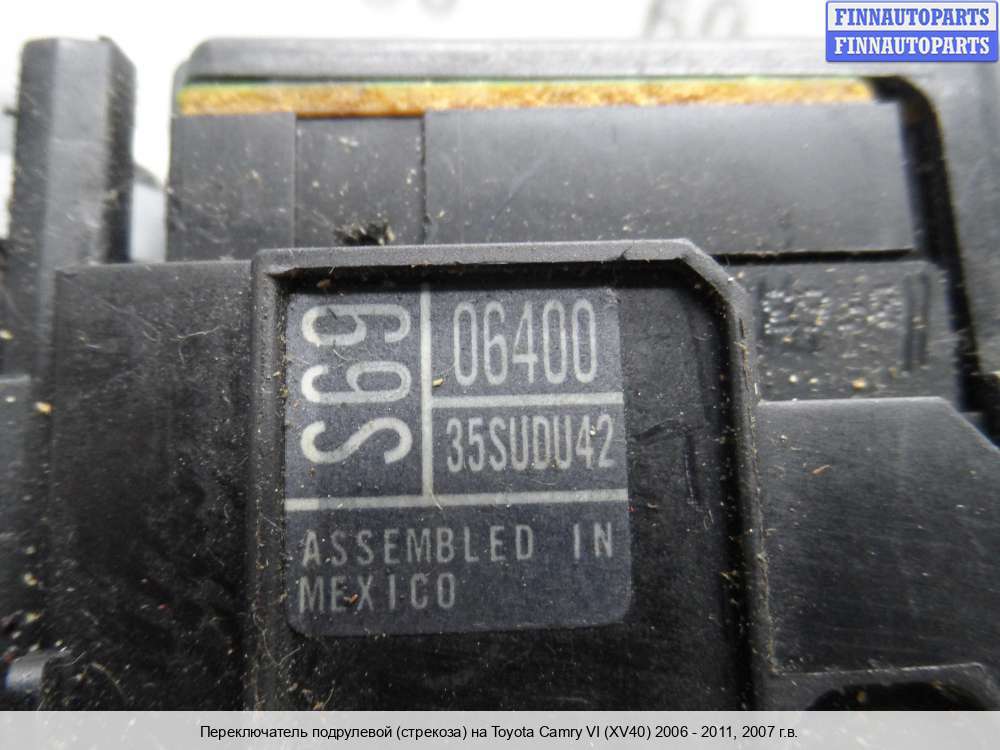 FINNAUTOPARTS
FINNAUTOPARTS
S69
06400
35SUDU42
ASSEMBLED IN
MEXICO
Переключатель подрулевой (стрекоза) на Toyota Camry VI (XV40) 2006 - 2011, 2007 г.в.